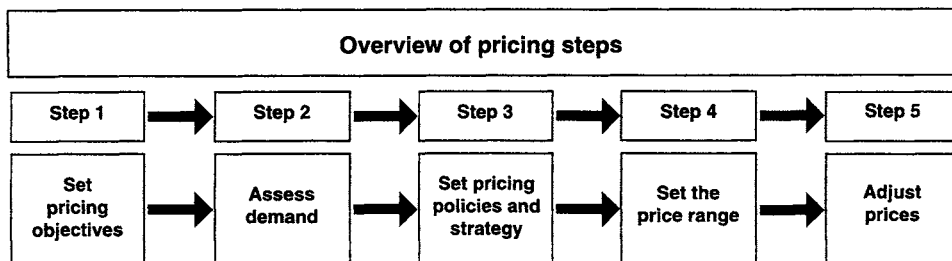 Overview of pricing steps
Step 1
Step 2
Step 3
Step 4
Step 5
Set
pricing
objectives
Assess
demand
Set pricing
policies and
strategy
Set the
price range
Adjust
prices